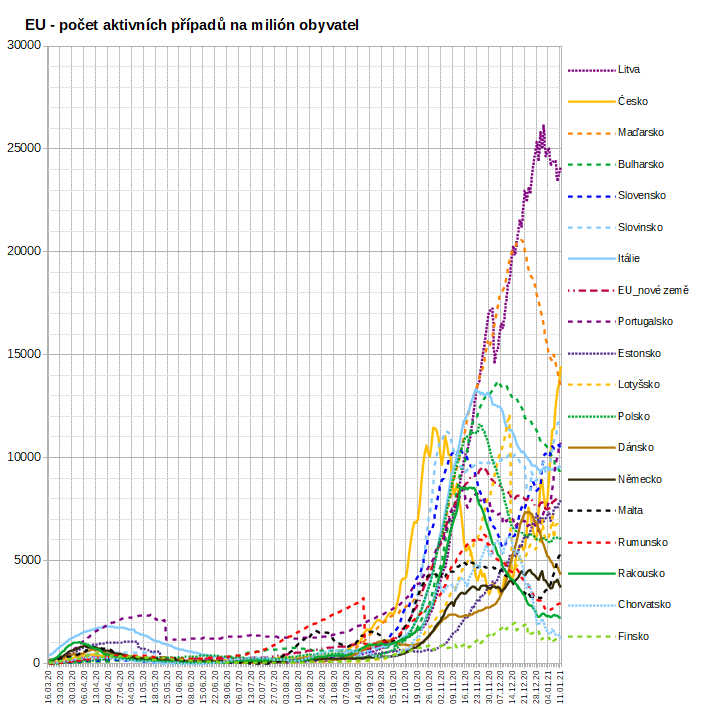 EU - počet aktivních případů na milión obyvatel
30000
25000
20000
15000
10000
5000
0
Litva
Česko
Maďarsko
Bulharsko
Slovensko
Slovinsko
Itálie
EU_nové země
Portugalsko
Estonsko
Lotyšsko
Polsko
Dánsko
Německo
Malta
Rumunsko
Rakousko
Chorvatsko
Finsko
16.03.20
23.03.20
30.03.20
06.04.20
13.04.20
20.04.20
27.04.20
04.05.20
11.05.20
18.05.20
25.05.20
01.06.20
08.06.20
15.06.20
22.06.20
29.06.20
06.07.20
13.07.20
20.07.20
27.07.20
03.08.20
10.08.20
17.08.20
24.08.20
31.08.20
07.09.20
14.09.20
21.09.20
28.09.20
05.10.20
12.10.20
19.10.20
26.10.20
02.11.20
09.11.20
16.11.20
23.11.20
30.11.20
07.12.20
14.12.20
21.12.20
28.12.20
04.01.21
11.01.21